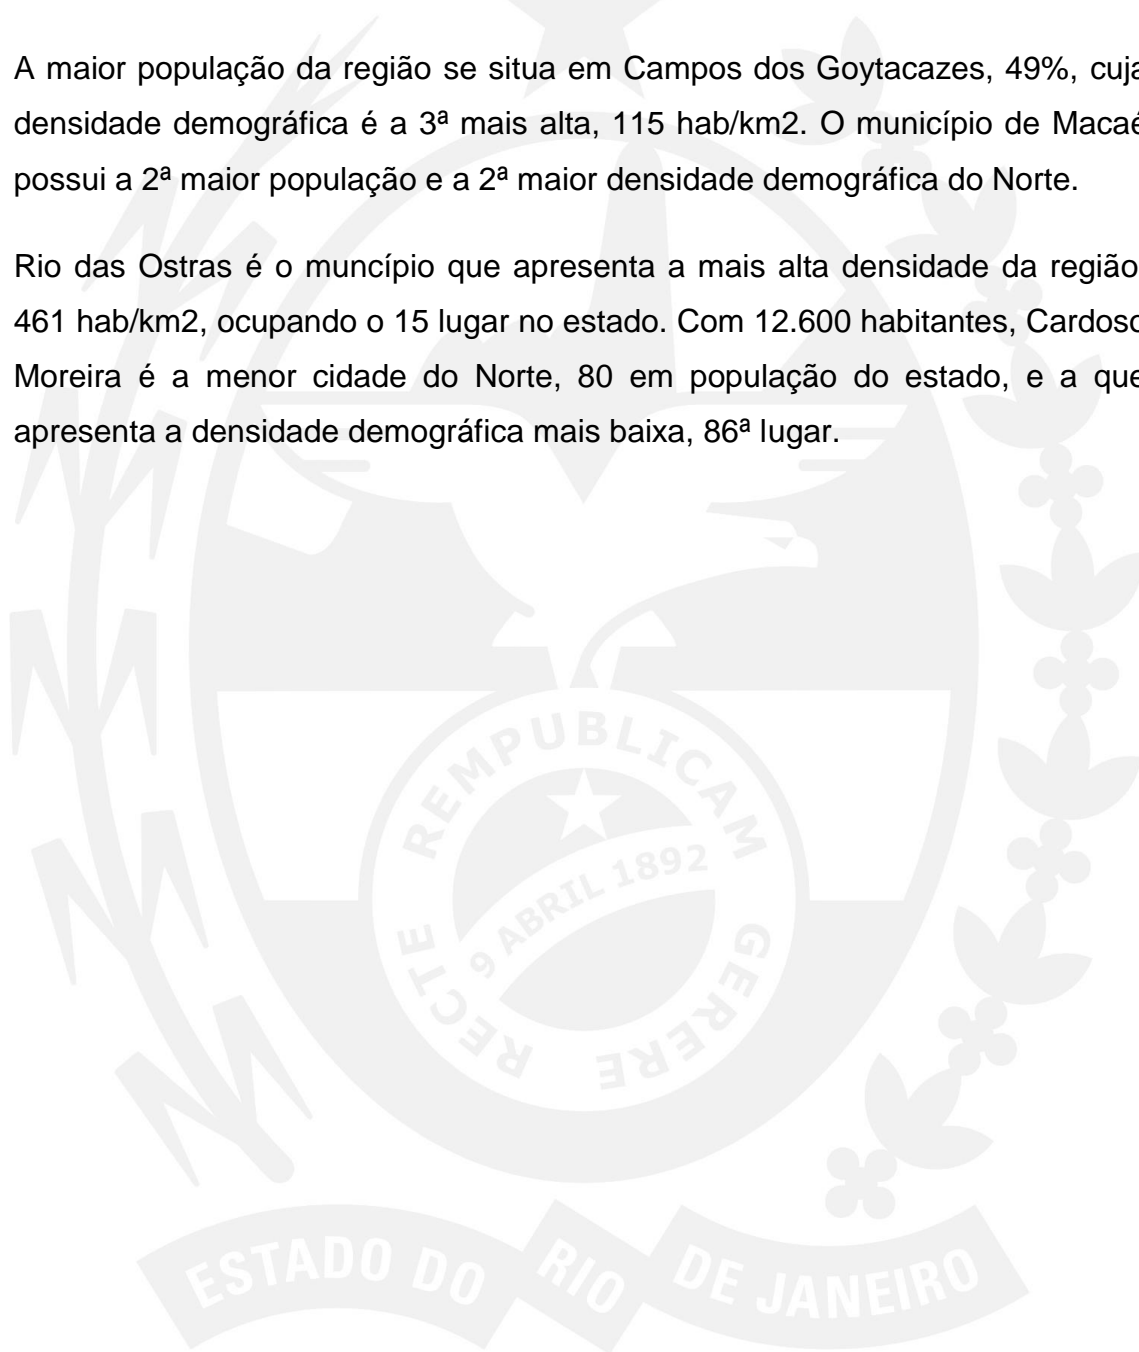 A maior população da região se situa em Campos dos Goytacazes, 49%, cuja
densidade demográfica é a 3ª mais alta, 115 hab/km2. O município de Macaé
possui a 2ª maior população e a 2ª maior densidade demográfica do Norte.
Rio das Ostras é o muncípio que apresenta a mais alta densidade da região
461 hab/km2, ocupando o 15 lugar no estado. Com 12.600 habitantes, Cardoso
Moreira é a menor cidade do Norte, 80 em população do estado, e a que
apresenta a densidade demográfica mais baixa, 86ª lugar.
REMPUBLICAM
9 ABRIL 1892
RECTE GERERE
ESTADO DO RIO DE JANEIRO